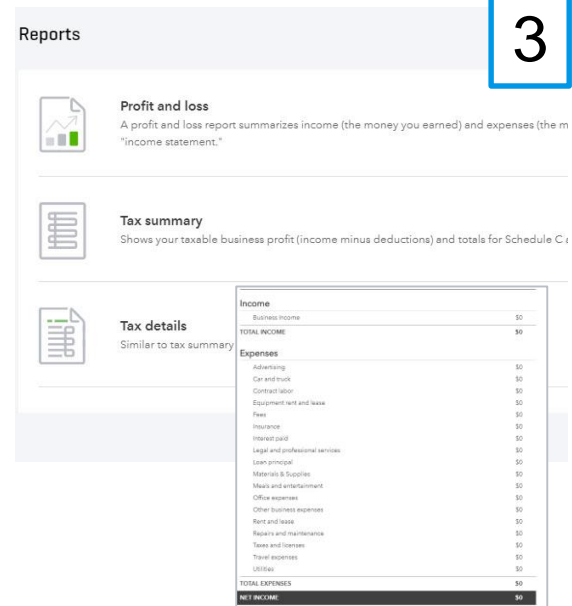 Reports
3
Profit and loss
A profit and loss report summarizes income (the money you earned) and expenses (the m
"income statement."
Tax summary
Shows your taxable business profit (income minus deductions) and totals for Schedule C a
Tax details
Similar to tax summary
Income
Business income $0
TOTAL INCOME $0
Expenses
Advertising $0
Car and truck $0
Contract labor $0
Equipment rent and lease $0
Fees $0
Insurance $0
Interest paid $0
Legal and professional services $0
Loan principal $0
Materials & Supplies $0
Meals and entertainment $0
Office expenses $0
Other business expenses $0
Rent and lease $0
Repairs and maintenance $0
Taxes and licenses $0
Travel expenses $0
Utilities $0
TOTAL EXPENSES $0
NET INCOME $0